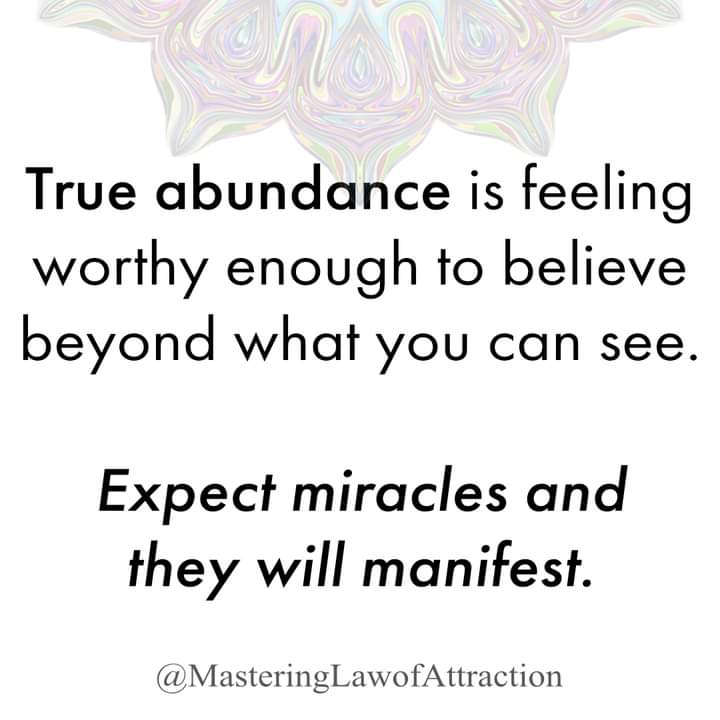 True abundance is feeling
worthy enough to believe
beyond what you can see.
Expect miracles and
they will manifest.
@MasteringLawofAttraction